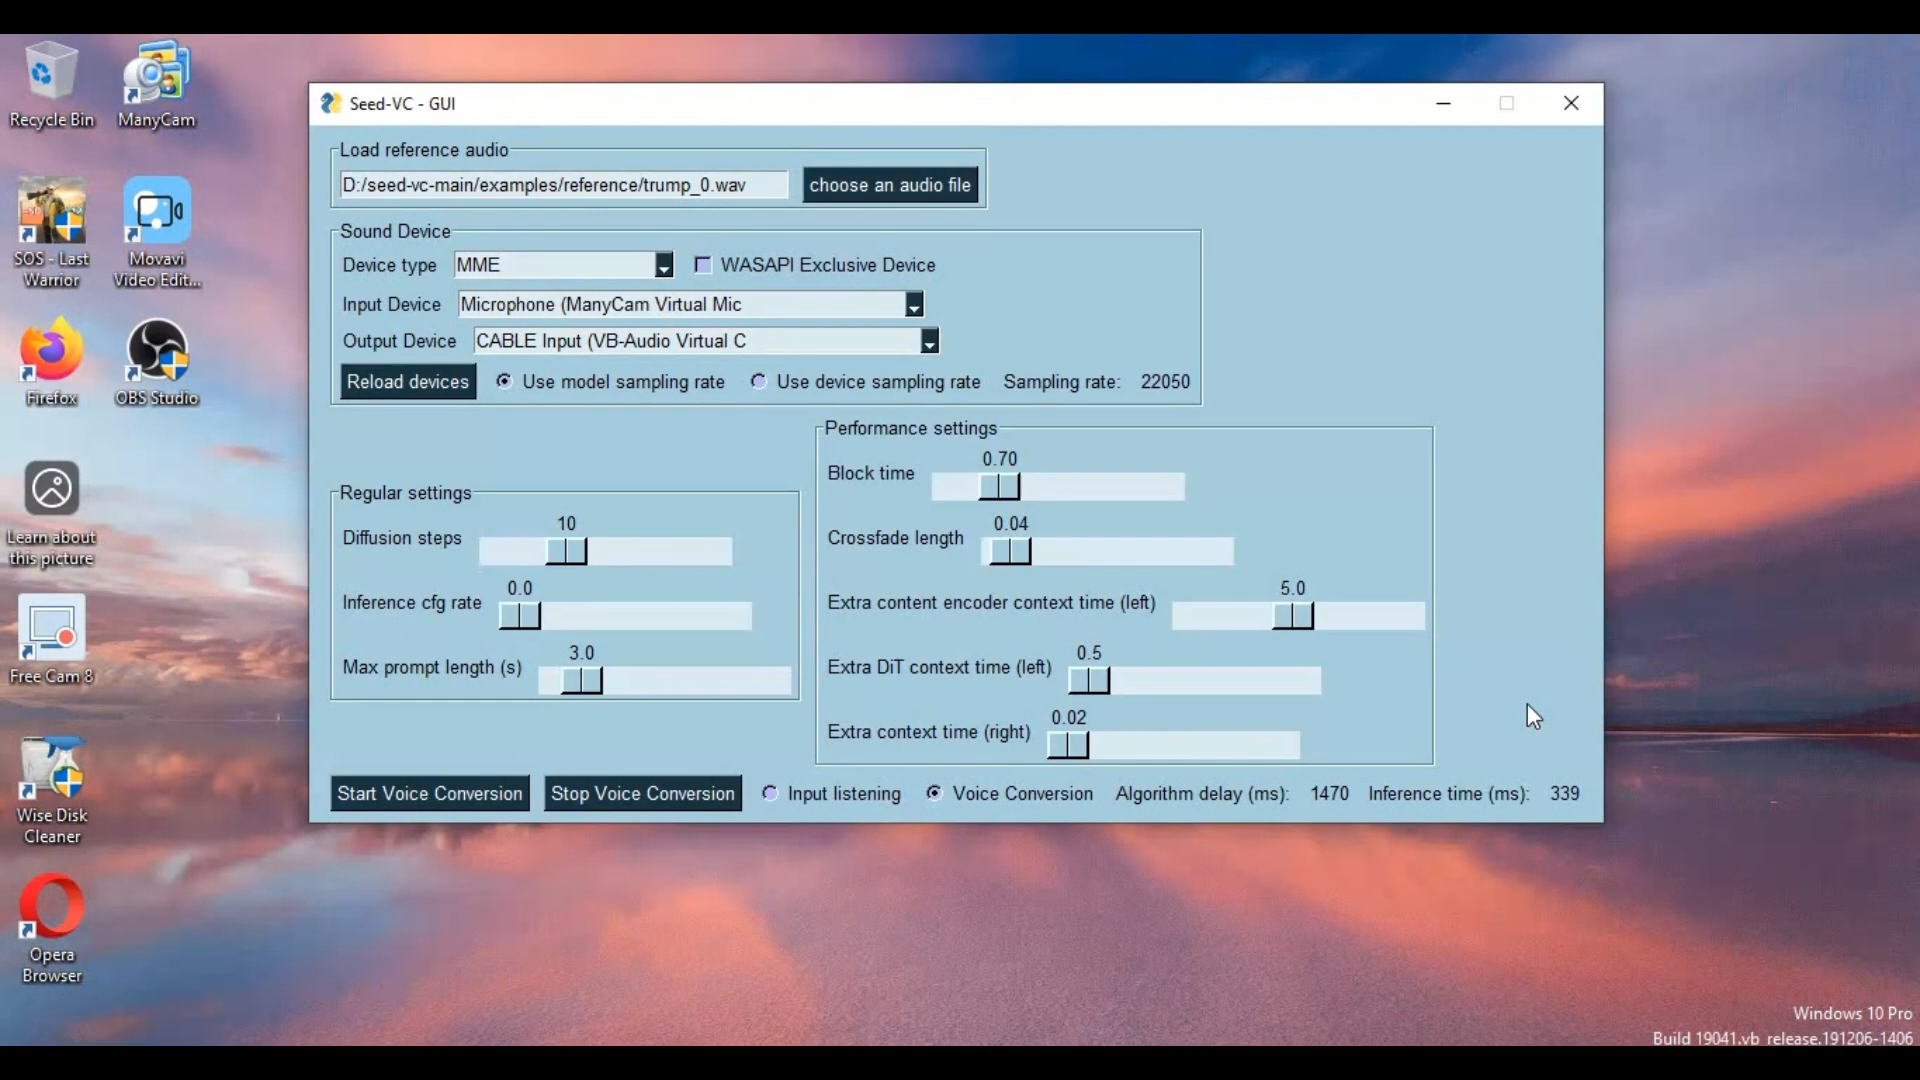 Recycle Bin
ManyCam
SOS - Last
Warrior
Movavi
Video Edit...
Firefox
OBS Studio
Learn about
this picture
Free Cam 8
Wise Disk
Cleaner
Opera
Browser
Seed-VC - GUI
Load reference audio
D:/seed-vc-main/examples/reference/trump_0.wav
choose an audio file
Sound Device
Device type MME WASAPI Exclusive Device
Input Device Microphone (ManyCam Virtual Mic
Output Device CABLE Input (VB-Audio Virtual C
Reload devices Use model sampling rate Use device sampling rate Sampling rate: 22050
Regular settings
10
Diffusion steps
0.0
Inference cfg rate
3.0
Max prompt length (s)
Performance settings
0.70
Block time
0.04
Crossfade length
5.0
Extra content encoder context time (left)
0.5
Extra DiT context time (left)
0.02
Extra context time (right)
Start Voice Conversion Stop Voice Conversion Input listening Voice Conversion Algorithm delay (ms): 1470 Inference time (ms): 339
Windows 10 Pro
Build 19041.vb_release.191206-1406